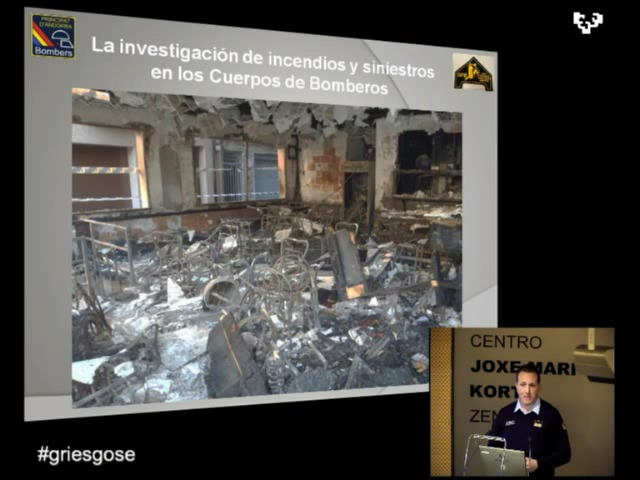 PRINCIPAT
D'ANDORRA
Bombers
La investigación de incendios y siniestros
en los Cuerpos de Bomberos
CENTRO
JOXE MARI
KORT
ZEN
#griesgose